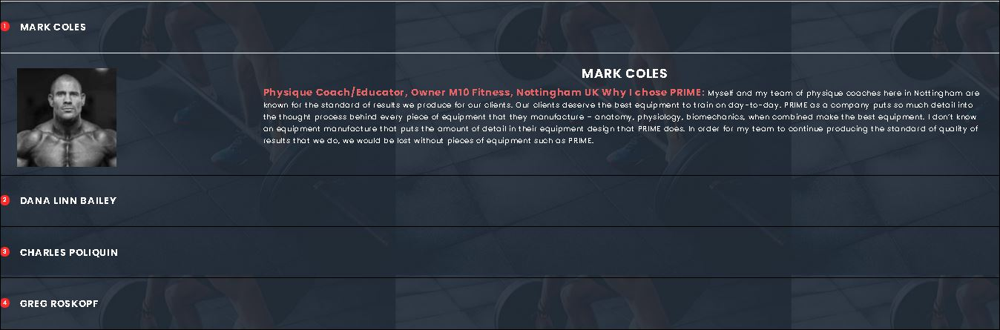 1 MARK COLES
MARK COLES
Physique Coach/Educator, Owner M10 Fitness, Nottingham UK Why I chose PRIME: Myself and my team of physique coaches here in Nottingham are
known for the standard of results we produce for our clients. Our clients deserve the best equipment to train on day-to-day. PRIME as a company puts so much detail into
the thought process behind every piece of equipment that they manufacture – anatomy, physiology, biomechanics, when combined make the best equipment. I don't know
an equipment manufacture that puts the amount of detail in their equipment design that PRIME does. In order for my team to continue producing the standard of quality of
results that we do, we would be lost without pieces of equipment such as PRIME.
2 DANA LINN BAILEY
3 CHARLES POLIQUIN
4 GREG ROSKOPF